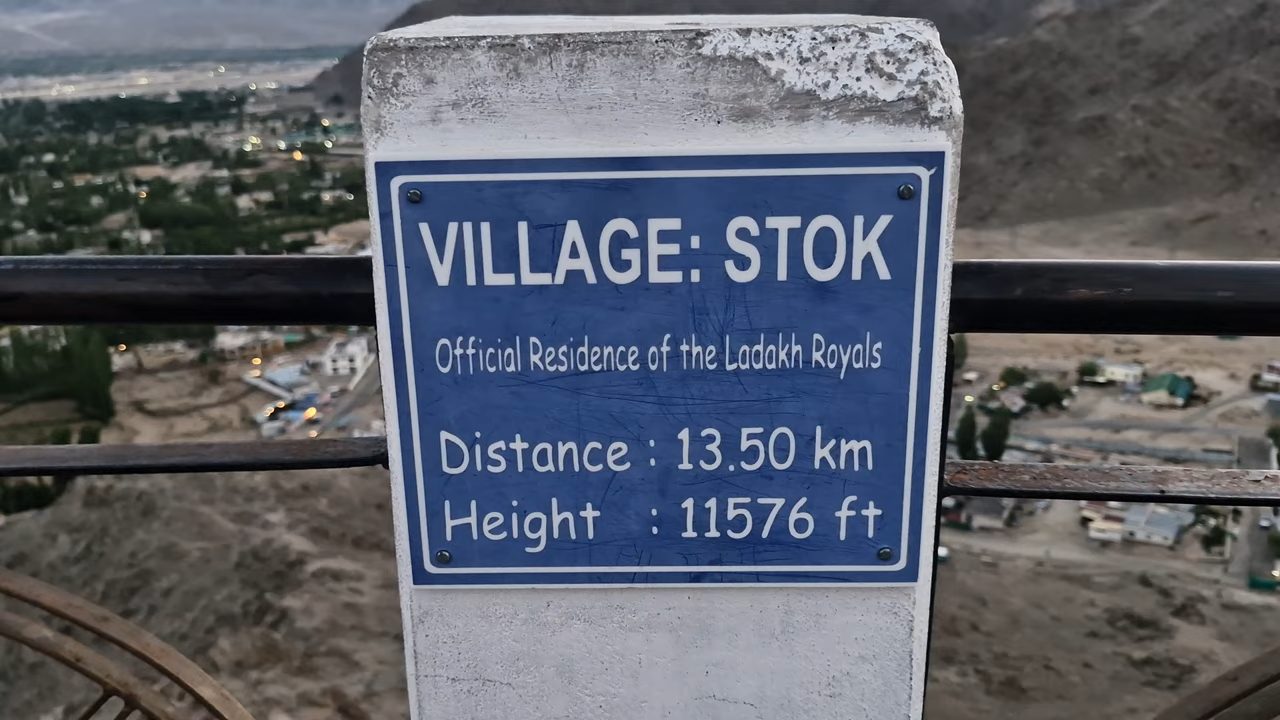 VILLAGE: STOK
Official Residence of the Ladakh Royals
Distance : 13.50 km
Height : 11576 ft